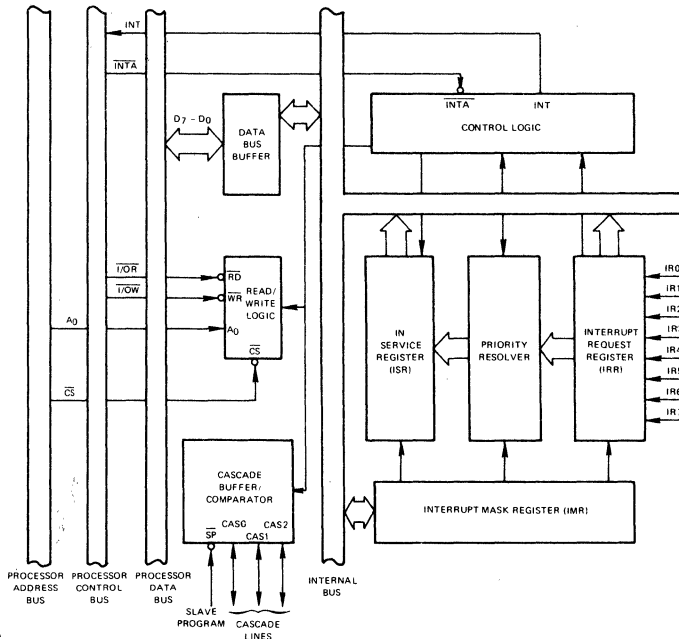 INT
INTA
INTA INT
CONTROL LOGIC
D7 - D0
DATA
BUS
BUFFER
I/OR
I/OW
A0
CS
RD
WR
A0
READ/
WRITE
LOGIC
CS
IN
SERVICE
REGISTER
(ISR)
PRIORITY
RESOLVER
INTERRUPT
REQUEST
REGISTER
(IRR)
IR0
IR1
IR2
IR4
CASCADE
BUFFER/
COMPARATOR
SP
CAS0
CAS1
CAS2
INTERRUPT MASK REGISTER (IMR)
PROCESSOR
ADDRESS
BUS
PROCESSOR
CONTROL
BUS
PROCESSOR
DATA
BUS
INTERNAL
BUS
SLAVE
PROGRAM
CASCADE
LINES